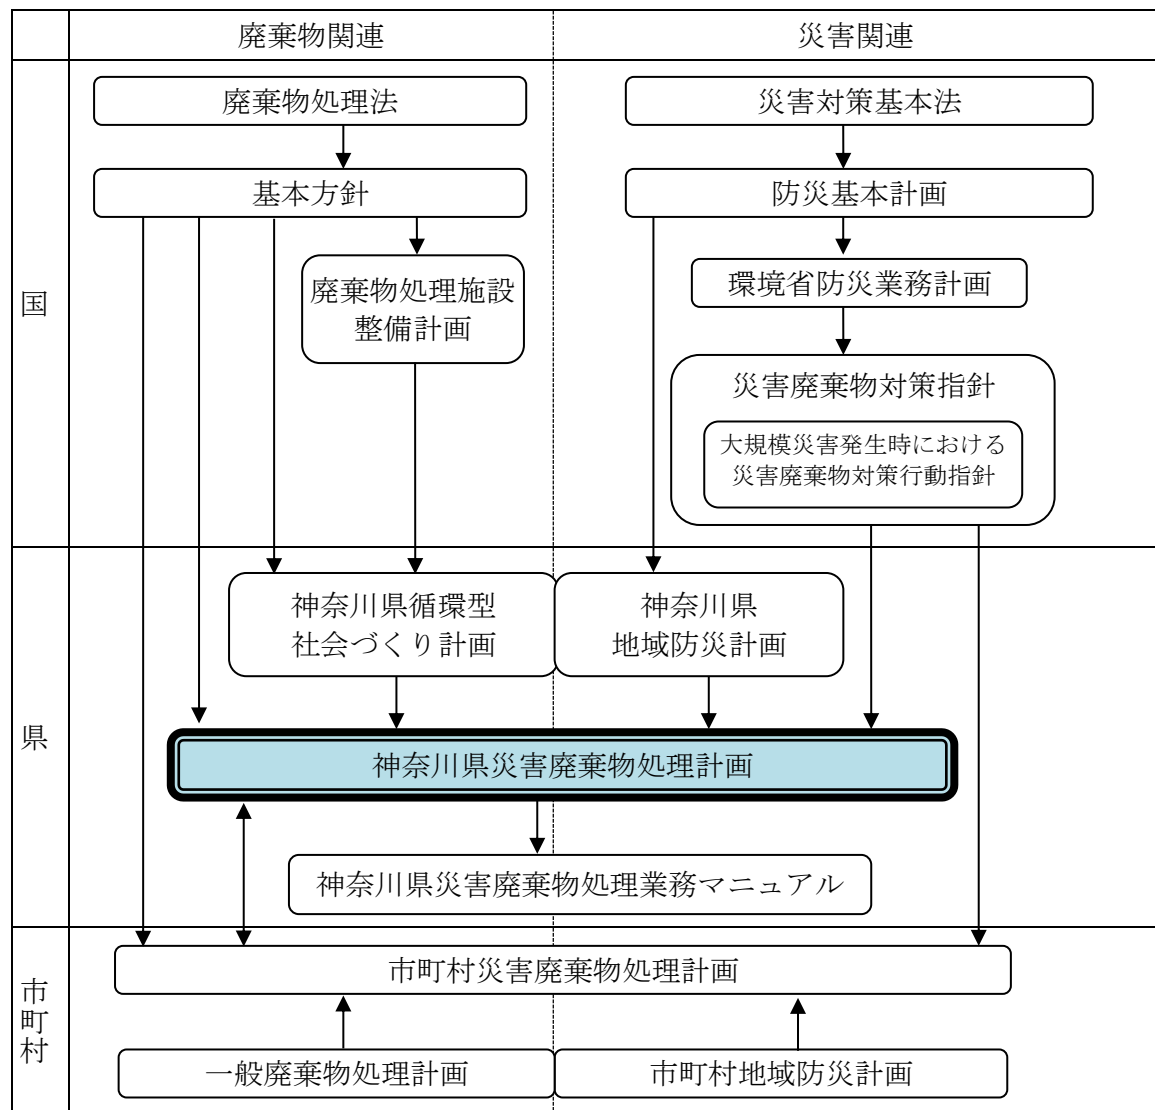 廃棄物関連
災害関連
国
廃棄物処理法
災害対策基本法
基本方針
防災基本計画
廃棄物処理施設
整備計画
環境省防災業務計画
災害廃棄物対策指針
大規模災害発生時における
災害廃棄物対策行動指針
県
神奈川県循環型
社会づくり計画
神奈川県
地域防災計画
神奈川県災害廃棄物処理計画
神奈川県災害廃棄物処理業務マニュアル
市町村
市町村災害廃棄物処理計画
一般廃棄物処理計画
市町村地域防災計画